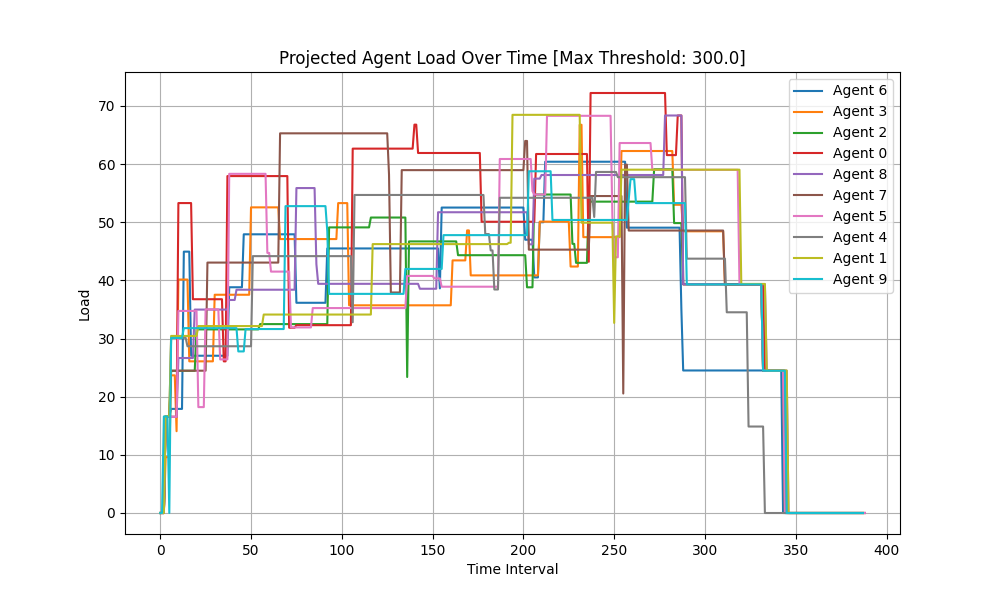 Projected Agent Load Over Time [Max Threshold: 300.0]
Load
70
60
50
40
30
20
10
0
0
50
100
150
200
250
300
350
400
Time Interval
Agent 6
Agent 3
Agent 2
Agent 0
Agent 8
Agent 7
Agent 5
Agent 4
Agent 1
Agent 9